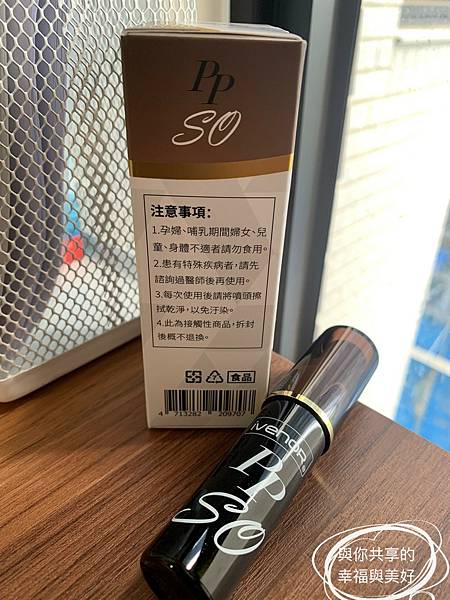 PP
SO
注意事項：
1.孕婦、哺乳期間婦女、兒
童、身體不適者請勿食用。
2.患有特殊疾病者，請先
諮詢過醫師後再使用。
3.每次使用後請將噴頭擦
拭乾淨，以免汙染。
4.此為接觸性商品，拆封
後概不退換。
食品
4 713282 209707
iVENOR
PP
SO
與你共享的
幸福與美好